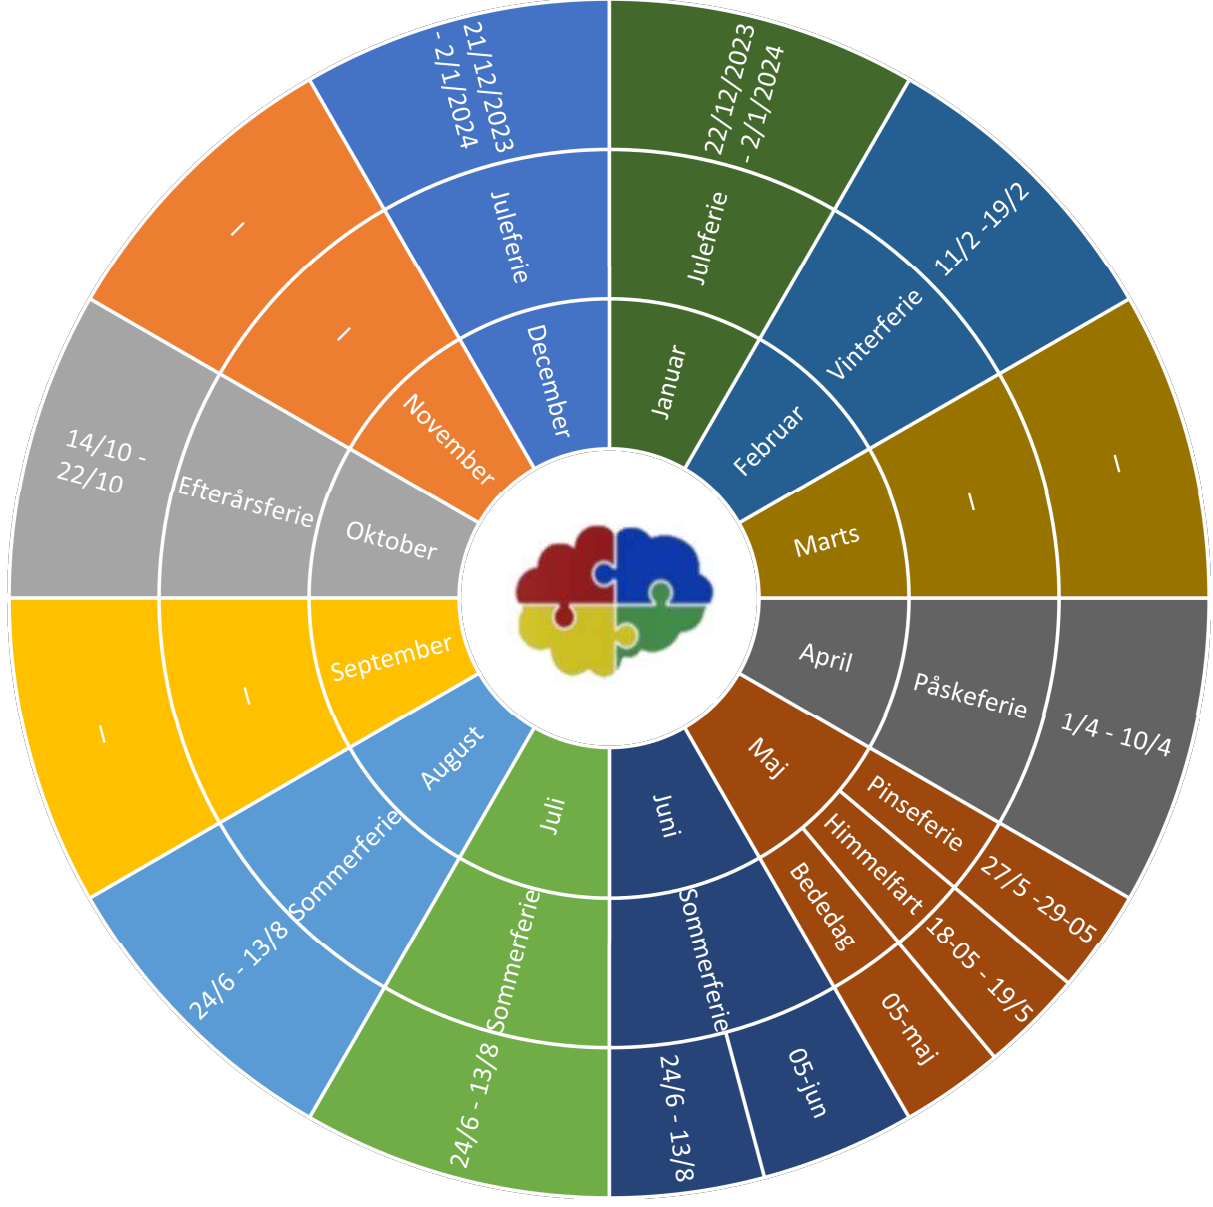 Januar
Juleferie
22/12/2023
- 2/1/2024
Februar
Vinterferie
11/2 -19/2
Marts
–
–
April
Påskeferie
1/4 - 10/4
Maj
Pinseferie
27/5 -29-05
Himmelfart
18-05 - 19/5
Bededag
05-maj
Juni
Sommerferie
05-jun
24/6 - 13/8
Juli
Sommerferie
24/6 - 13/8
August
Sommerferie
24/6 - 13/8
September
–
–
Oktober
Efterårsferie
14/10 -
22/10
November
–
–
December
Juleferie
21/12/2023
- 2/1/2024